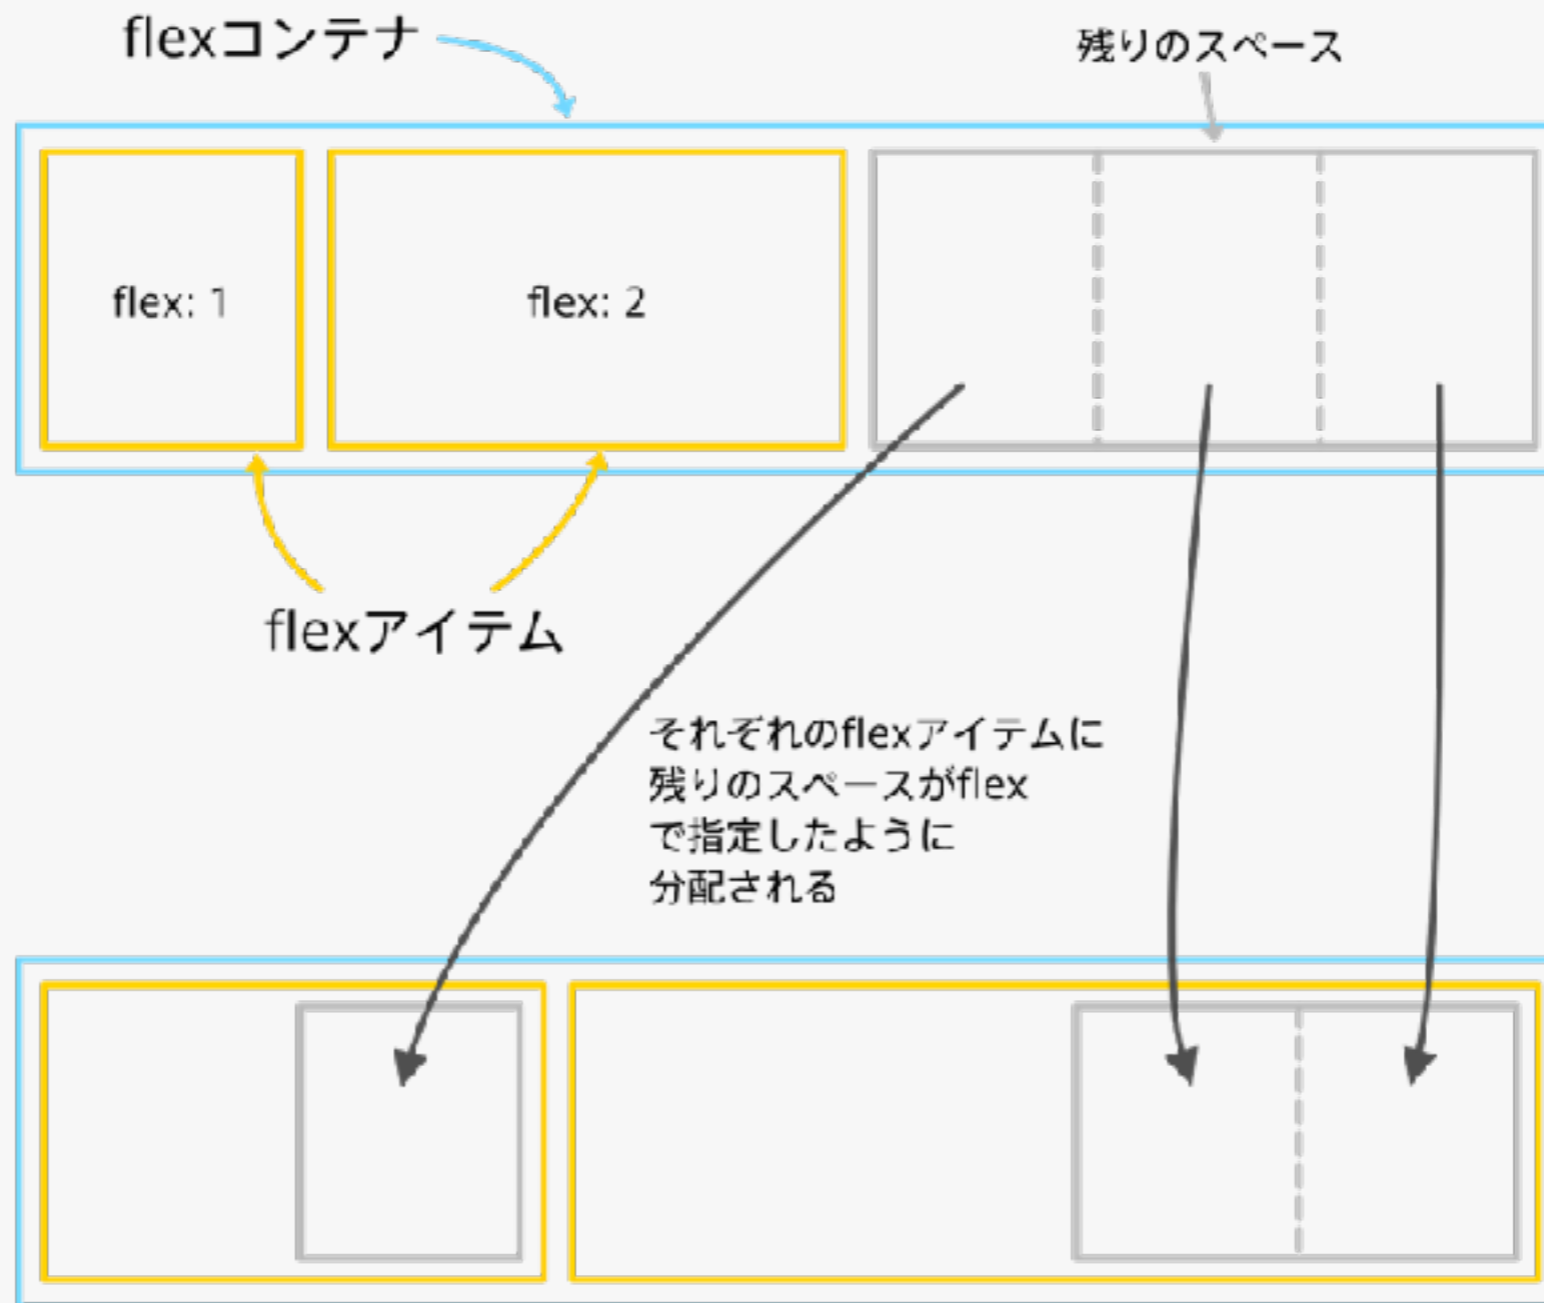 flexコンテナ
残りのスペース
flex: 1
flex: 2
flexアイテム
それぞれのflexアイテムに
残りのスペースがflex
で指定したように
分配される